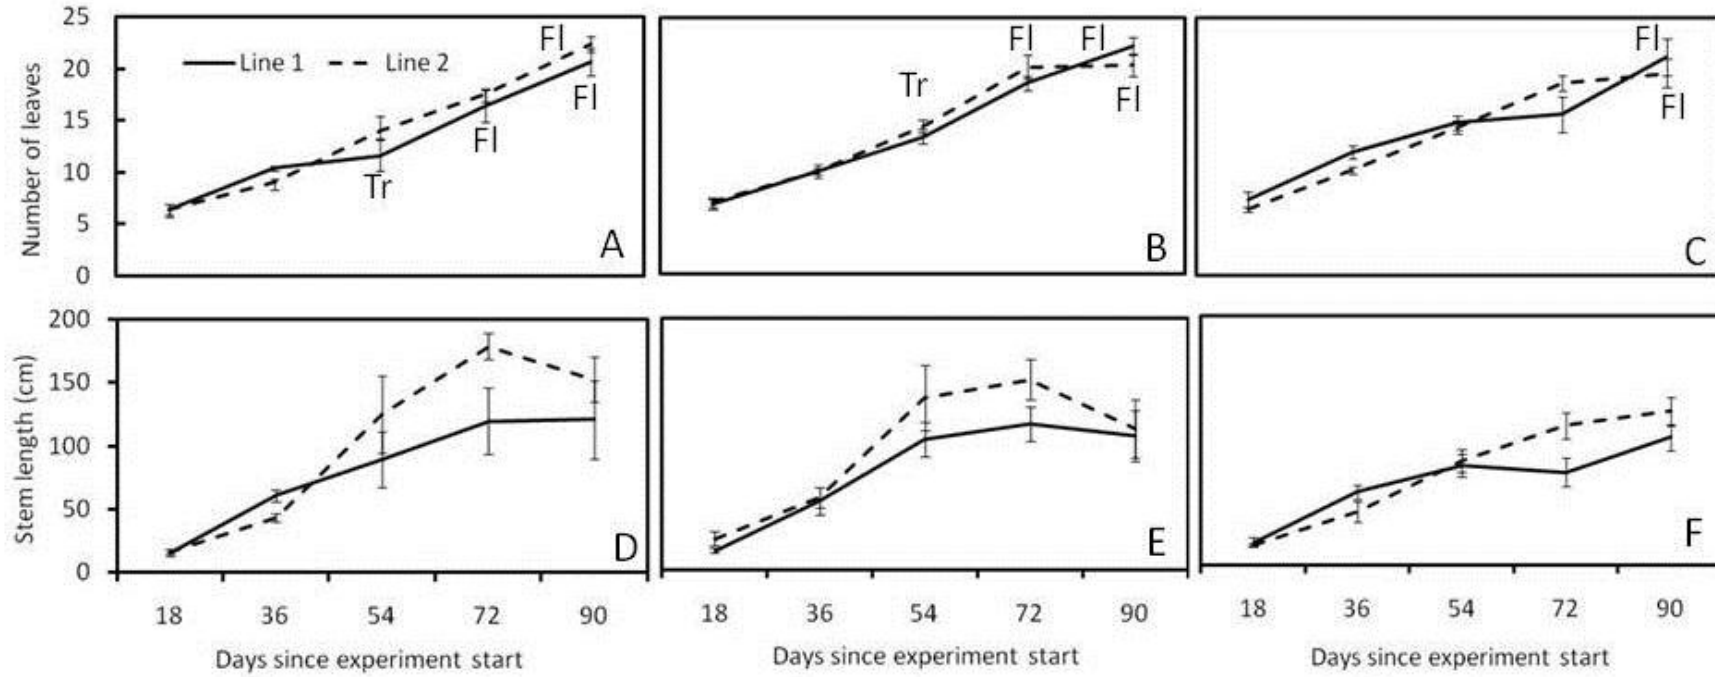 Number of leaves
25
20
15
10
5
0
Line 1
Line 2
Tr
Fl
Fl
Fl
A
Tr
Fl
Fl
Fl
B
Fl
Fl
C
Stem length (cm)
200
150
100
50
0
D
E
F
18 36 54 72 90
18 36 54 72 90
18 36 54 72 90
Days since experiment start
Days since experiment start
Days since experiment start